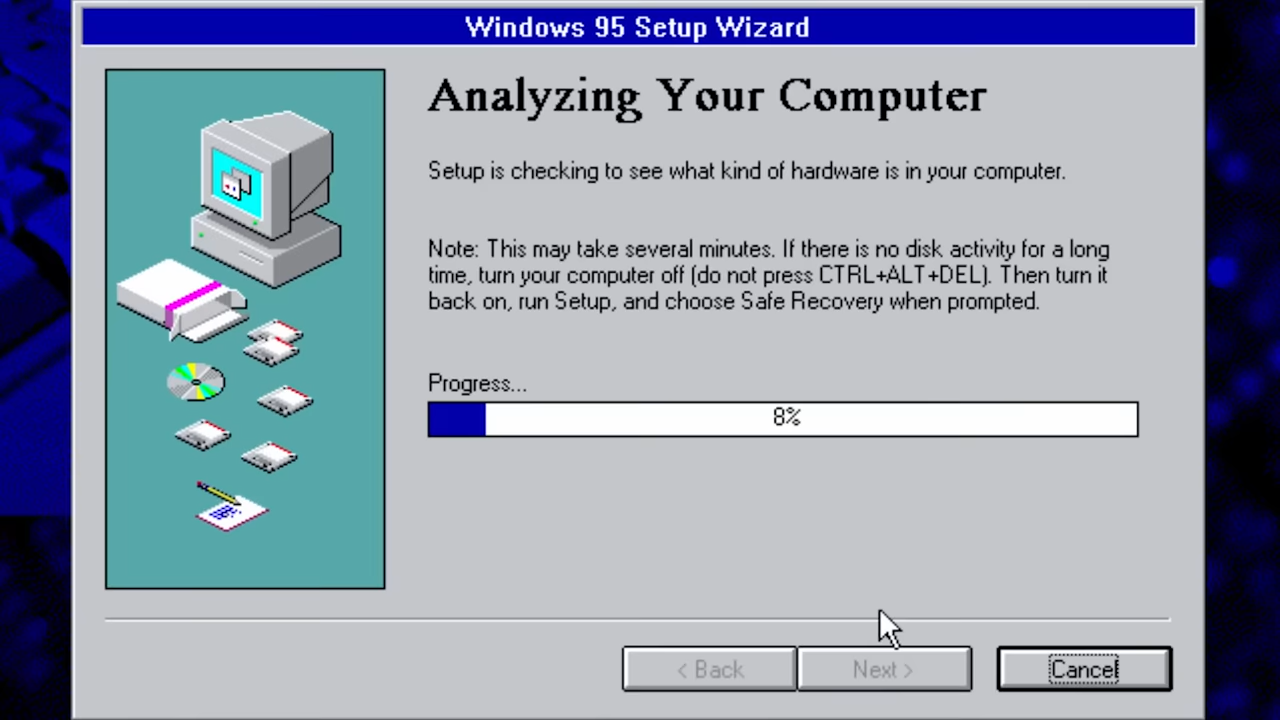 Windows 95 Setup Wizard
Analyzing Your Computer
Setup is checking to see what kind of hardware is in your computer.
Note: This may take several minutes. If there is no disk activity for a long
time, turn your computer off (do not press CTRL+ALT+DEL). Then turn it
back on, run Setup, and choose Safe Recovery when prompted.
Progress...
8%
< Back
Next >
Cancel